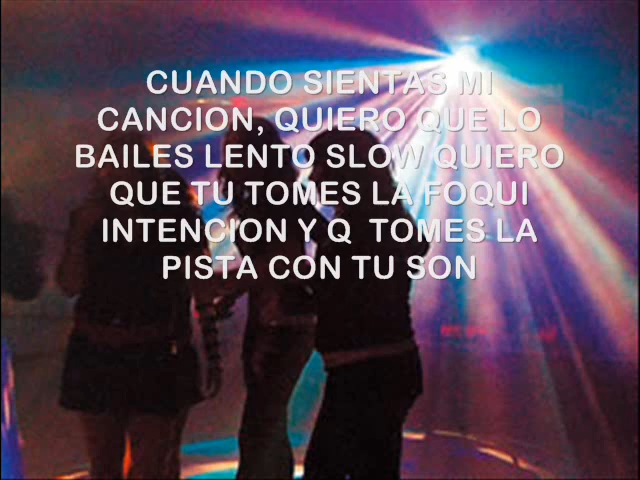 CUANDO SIENTAS MI
CANCION, QUIERO QUE LO
BAILES LENTO SLOW QUIERO
QUE TU TOMES LA FOQUI
INTENCION Y Q  TOMES LA
PISTA CON TU SON